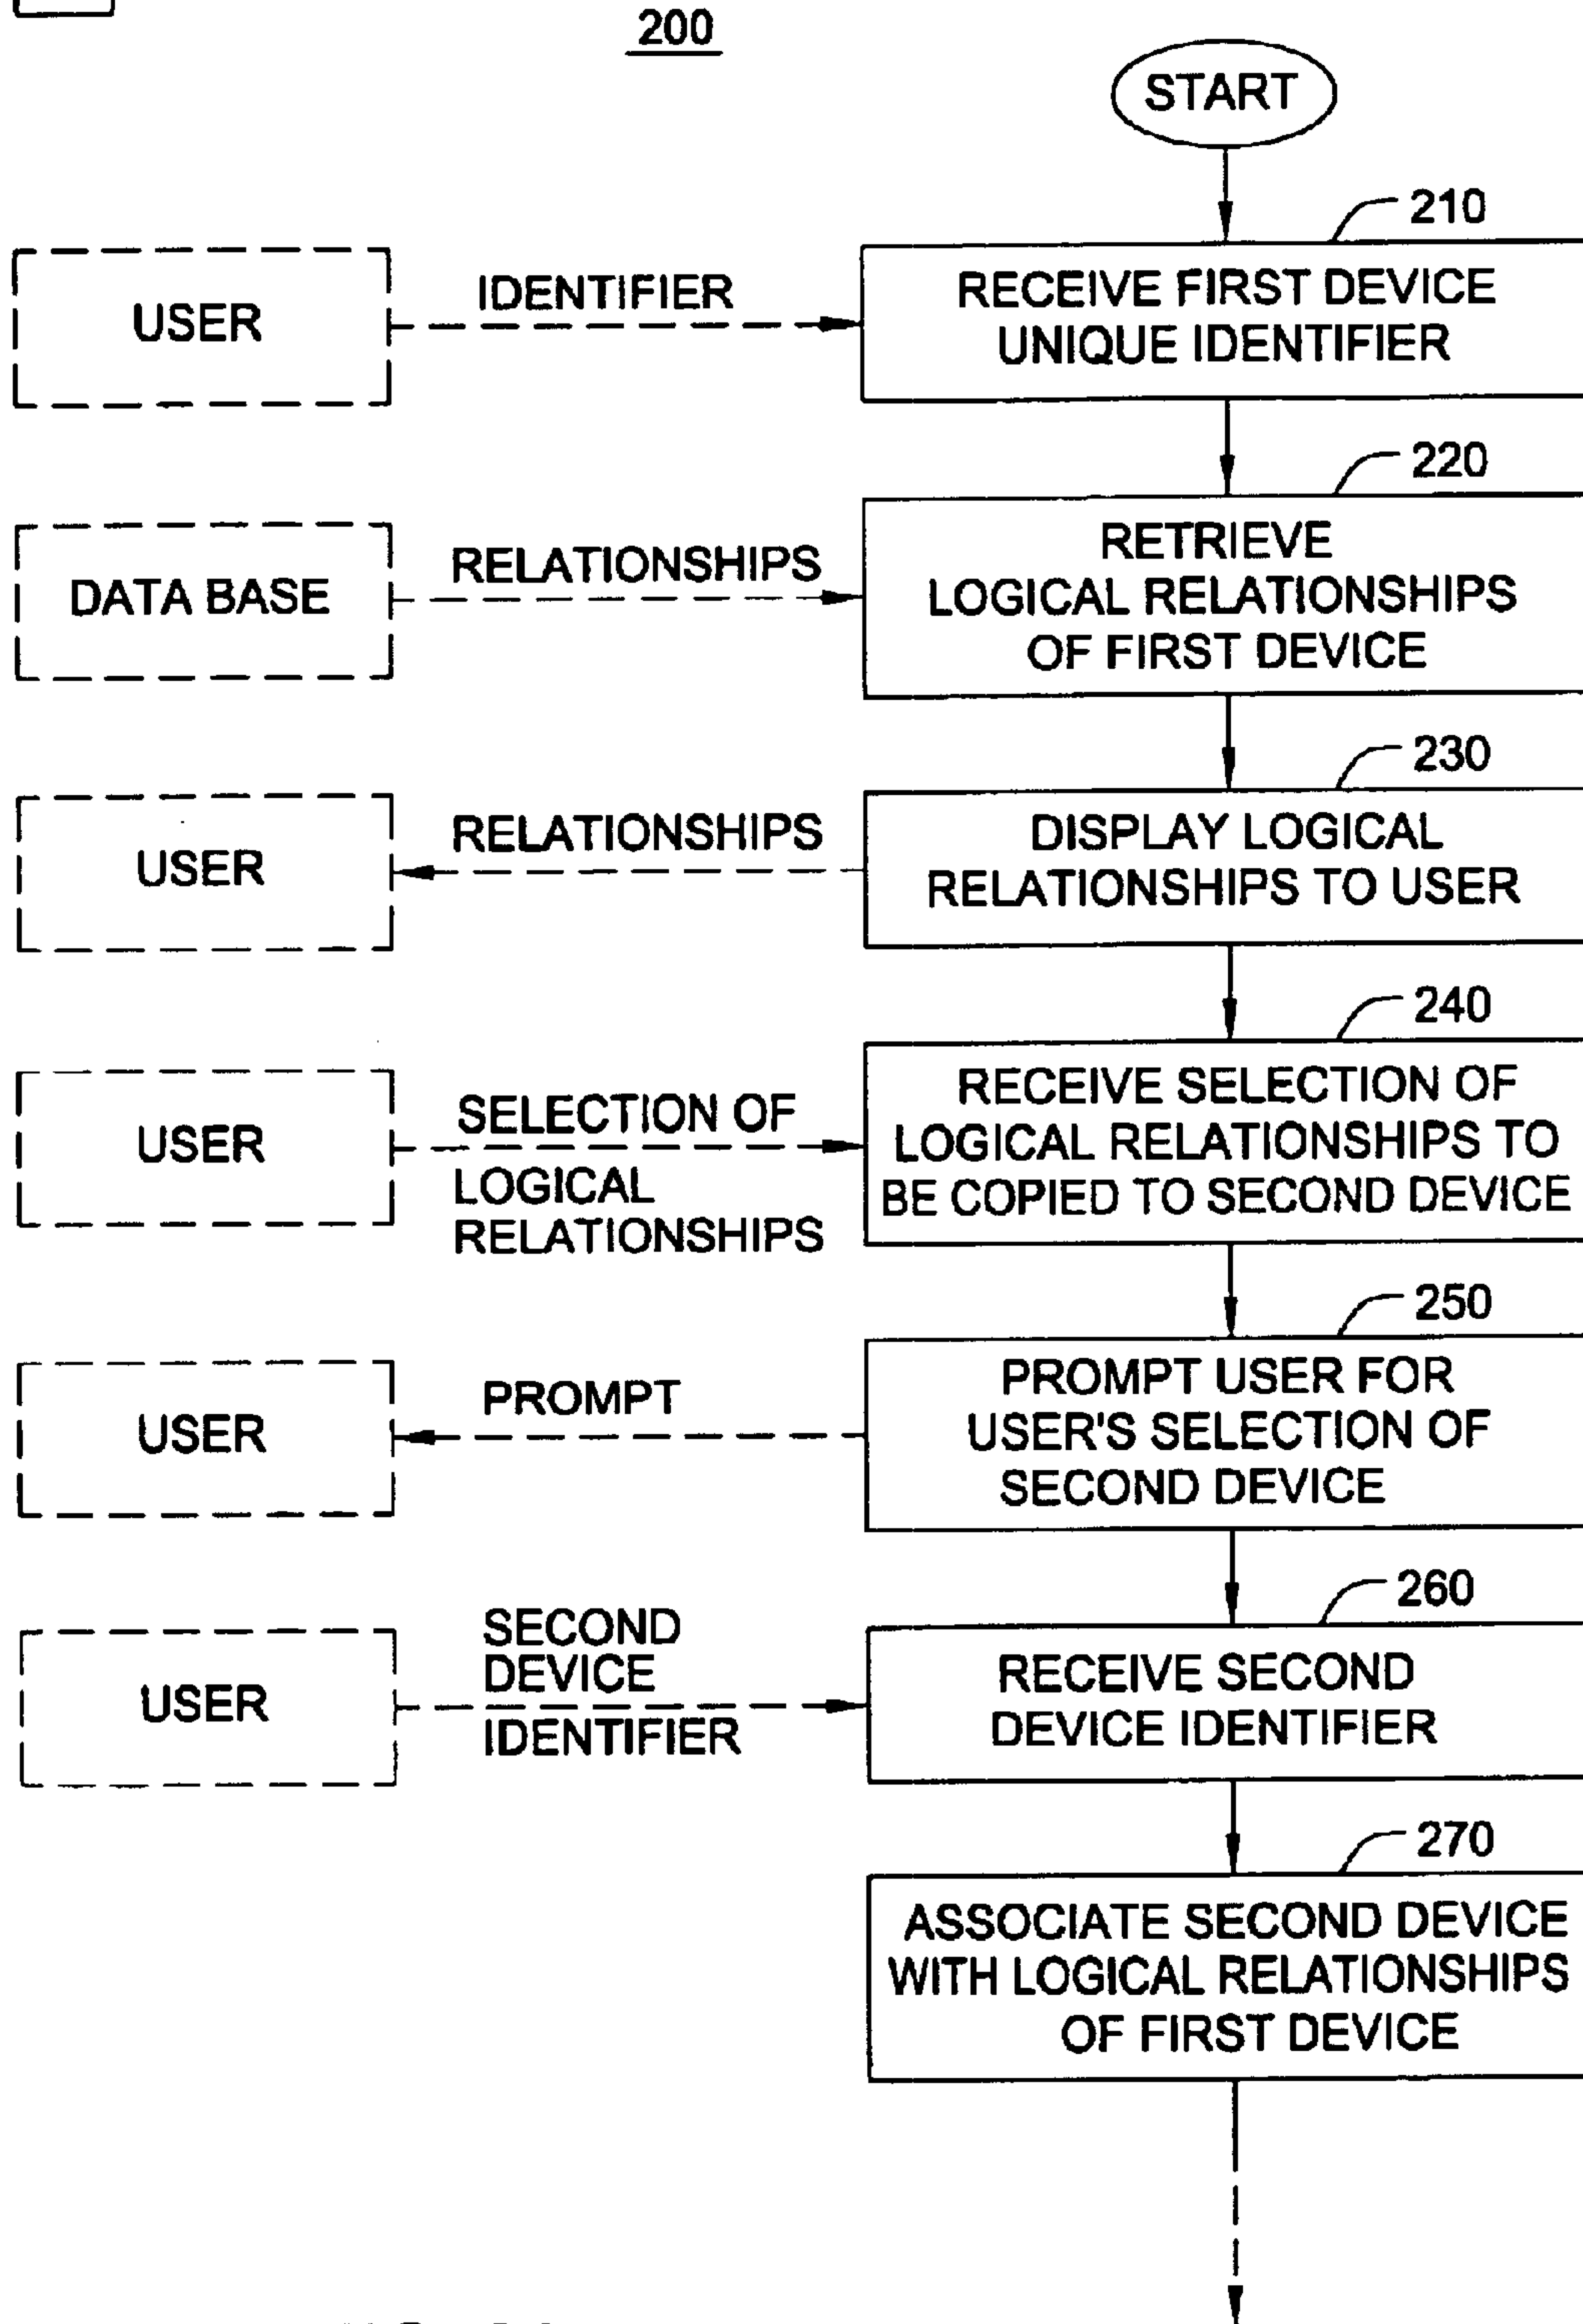 200
START
210
USER
IDENTIFIER
RECEIVE FIRST DEVICE
UNIQUE IDENTIFIER
220
DATA BASE
RELATIONSHIPS
RETRIEVE
LOGICAL RELATIONSHIPS
OF FIRST DEVICE
230
USER
RELATIONSHIPS
DISPLAY LOGICAL
RELATIONSHIPS TO USER
240
USER
SELECTION OF
LOGICAL
RELATIONSHIPS
RECEIVE SELECTION OF
LOGICAL RELATIONSHIPS TO
BE COPIED TO SECOND DEVICE
250
USER
PROMPT
PROMPT USER FOR
USER'S SELECTION OF
SECOND DEVICE
260
USER
SECOND
DEVICE
IDENTIFIER
RECEIVE SECOND
DEVICE IDENTIFIER
270
ASSOCIATE SECOND DEVICE
WITH LOGICAL RELATIONSHIPS
OF FIRST DEVICE